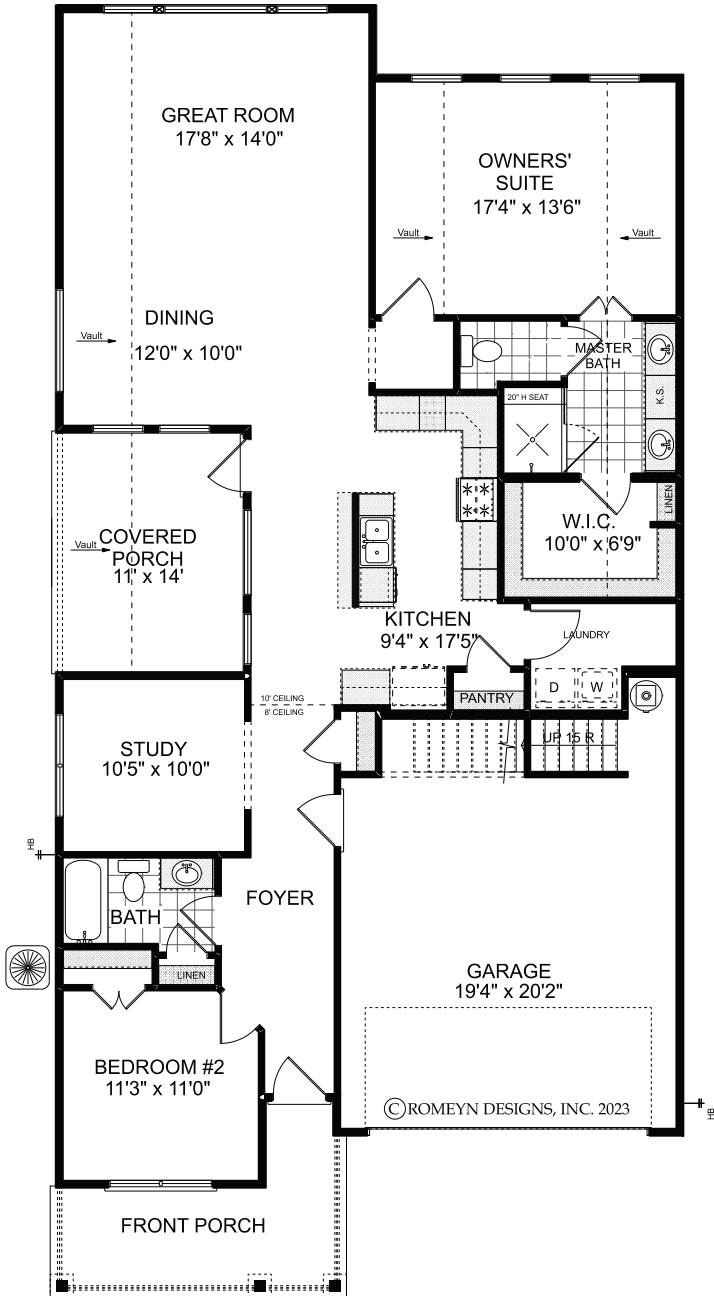 GREAT ROOM
17'8" x 14'0"
OWNERS'
SUITE
17'4" x 13'6"
Vault
Vault
DINING
12'0" x 10'0"
Vault
MASTER
BATH
K.S.
20" H SEAT
LINEN
W.I.C.
10'0" x 6'9"
COVERED
PORCH
11' x 14'
Vault
KITCHEN
9'4" x 17'5"
LAUNDRY
D
W
PANTRY
10' CEILING
8' CEILING
UP 15 R
STUDY
10'5" x 10'0"
HB
FOYER
BATH
LINEN
GARAGE
19'4" x 20'2"
BEDROOM #2
11'3" x 11'0"
© ROMEYN DESIGNS, INC. 2023
HB
FRONT PORCH